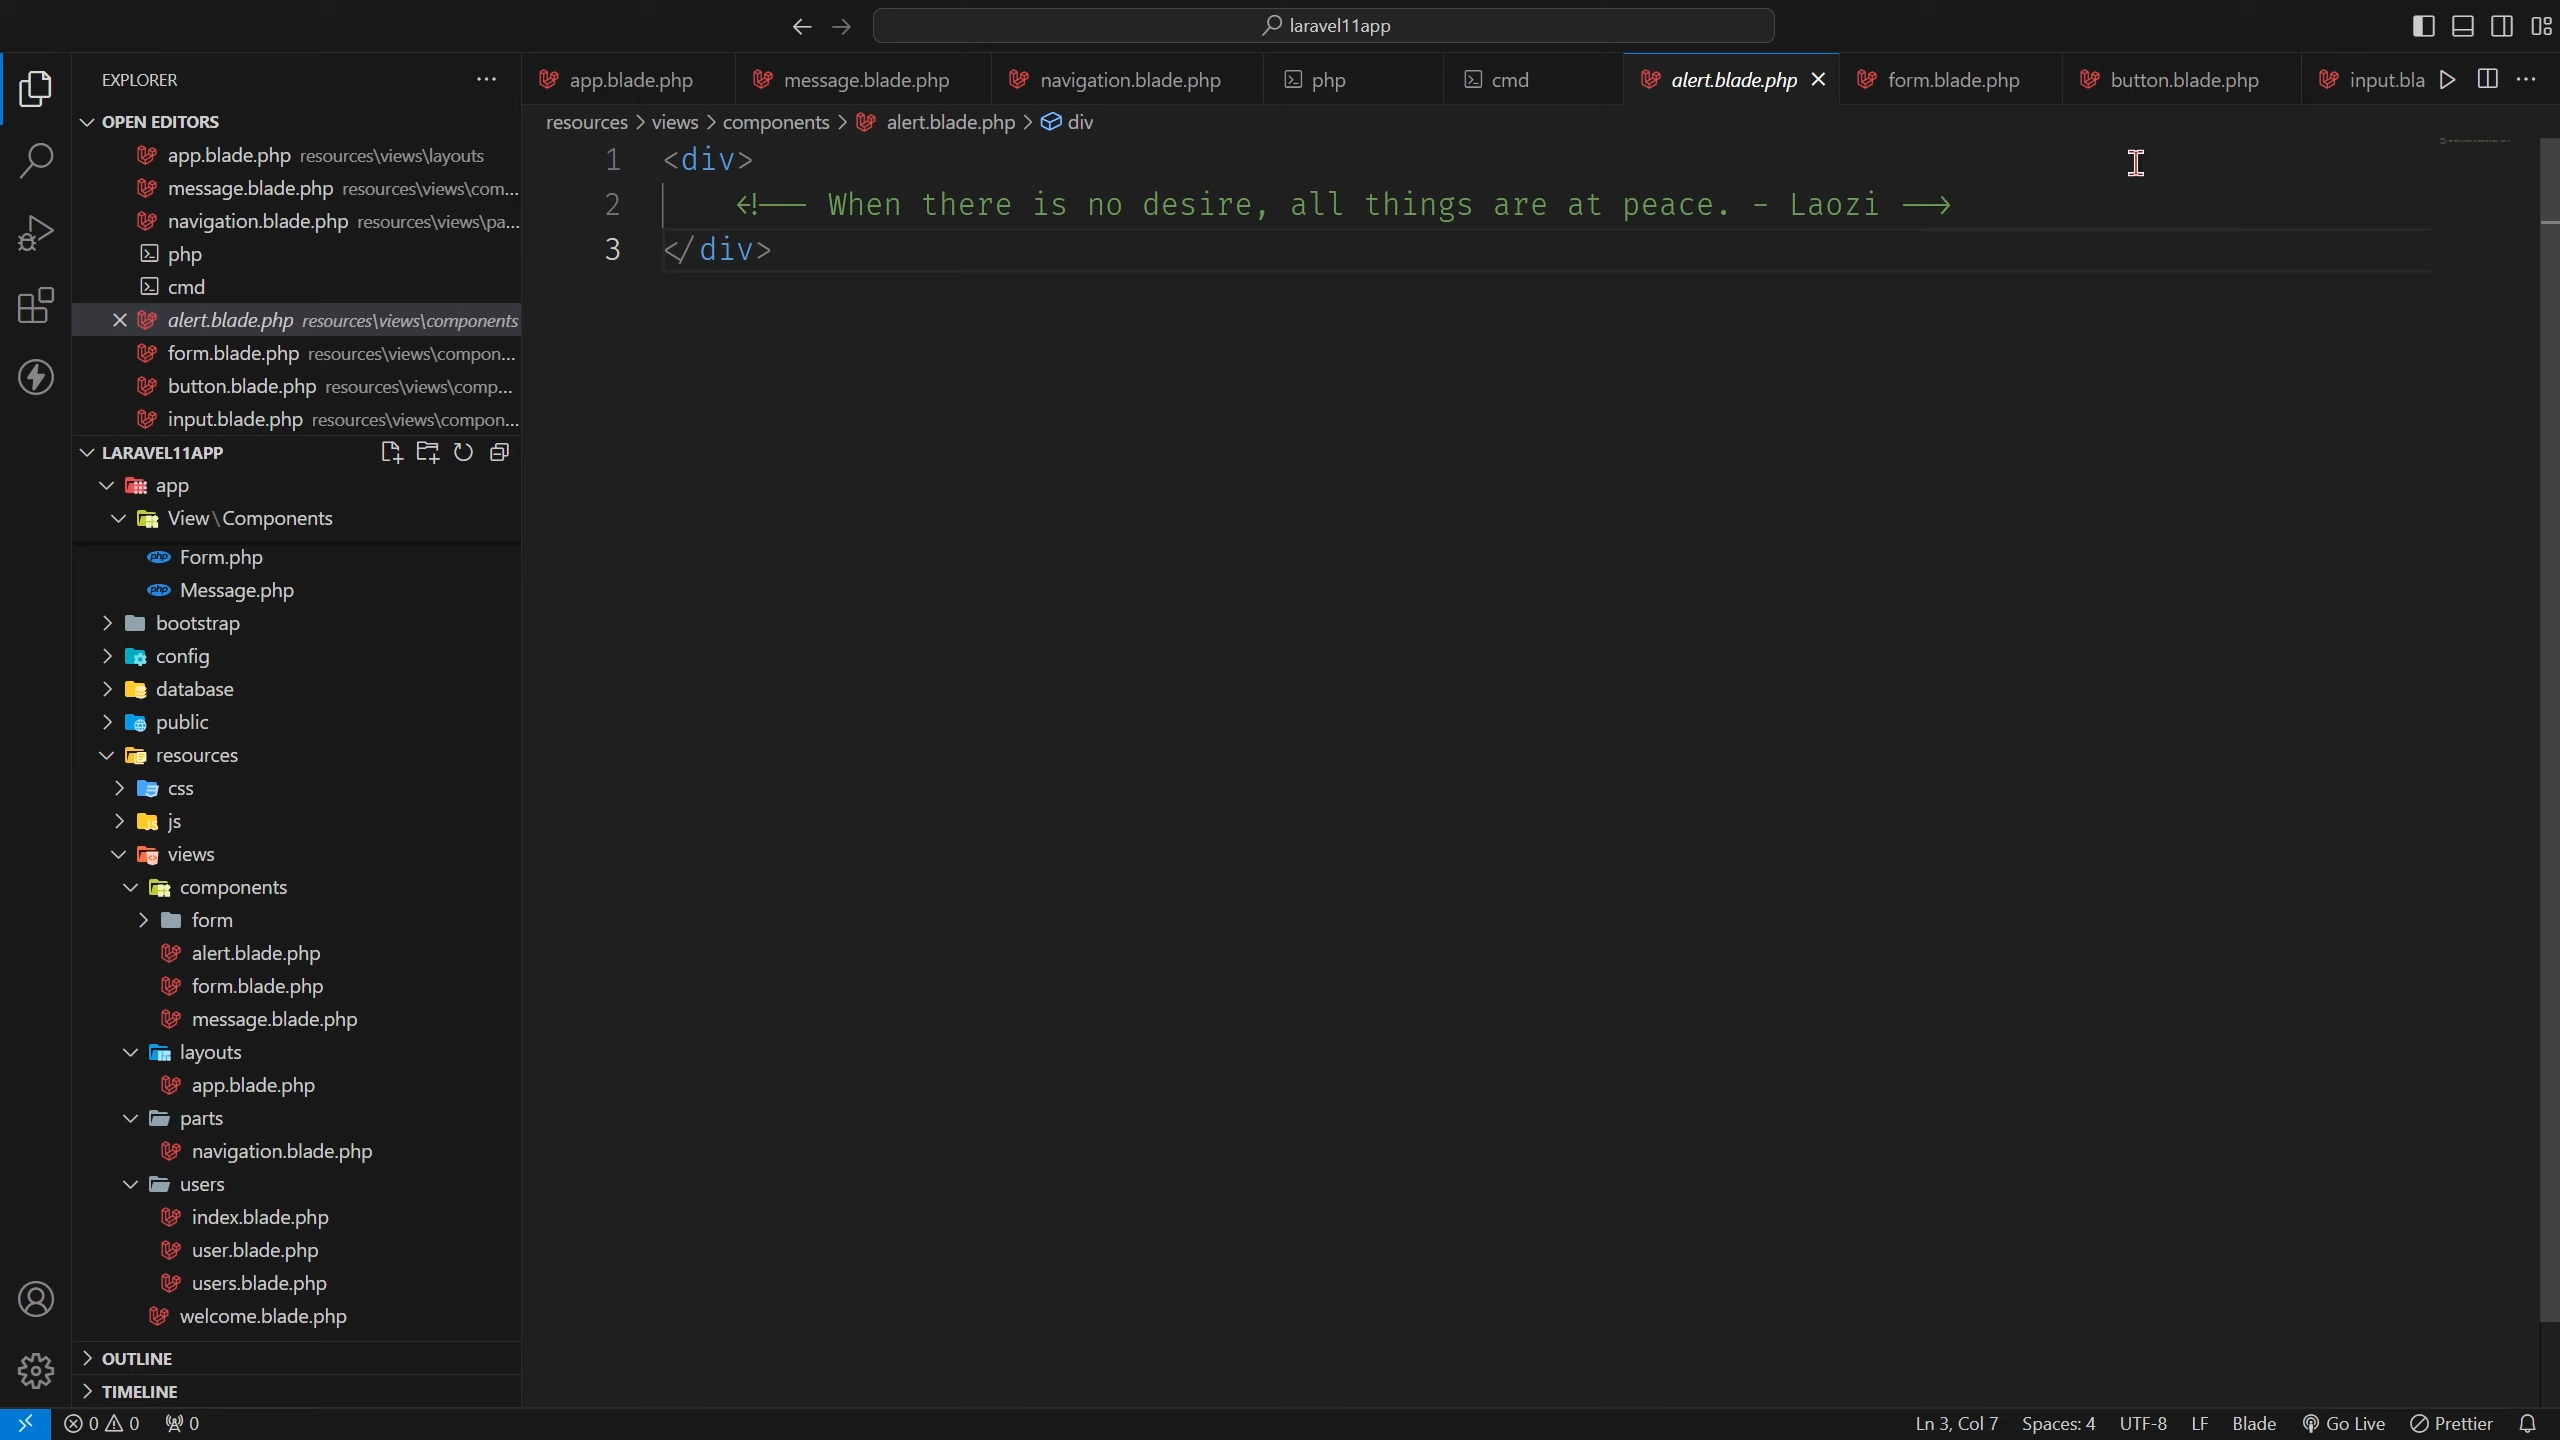 laravel11app
EXPLORER
OPEN EDITORS
app.blade.php resources\views\layouts
message.blade.php resources\views\com...
navigation.blade.php resources\views\pa...
php
cmd
alert.blade.php resources\views\components
form.blade.php resources\views\compon...
button.blade.php resources\views\comp...
input.blade.php resources\views\compon...
LARAVEL11APP
app
View\Components
Form.php
Message.php
bootstrap
config
database
public
resources
css
js
views
components
form
alert.blade.php
form.blade.php
message.blade.php
layouts
app.blade.php
parts
navigation.blade.php
users
index.blade.php
user.blade.php
users.blade.php
welcome.blade.php
OUTLINE
TIMELINE
app.blade.php message.blade.php navigation.blade.php php cmd alert.blade.php form.blade.php button.blade.php input.bla
resources > views > components > alert.blade.php > div
1 <div>
2 <!-- When there is no desire, all things are at peace. - Laozi -->
3 </div>
0 0 0 Ln 3, Col 7 Spaces: 4 UTF-8 LF Blade Go Live Prettier